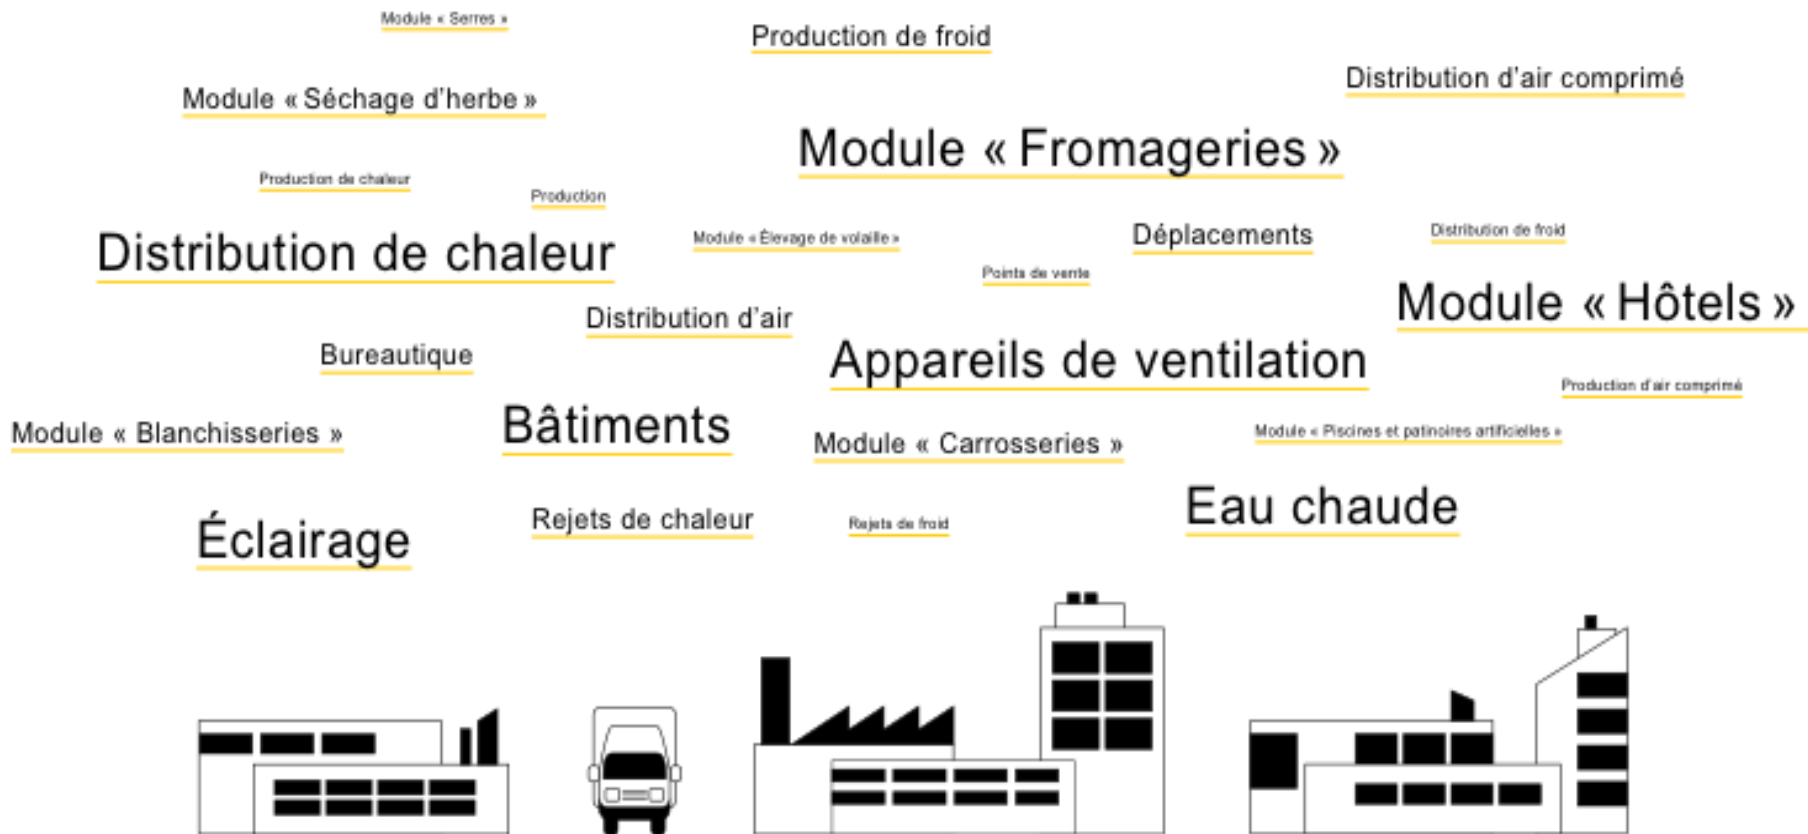 Module « Serres »
Production de froid
Distribution d'air comprimé
Module « Séchage d'herbe »
Module « Fromageries »
Production de chaleur
Production
Distribution de chaleur
Module « Élevage de volaille »
Déplacements
Distribution de froid
Points de vente
Module « Hôtels »
Distribution d'air
Bureautique
Appareils de ventilation
Production d'air comprimé
Module « Blanchisseries »
Bâtiments
Module « Carrosseries »
Module « Piscines et patinoires artificielles »
Éclairage
Rejets de chaleur
Rejets de froid
Eau chaude